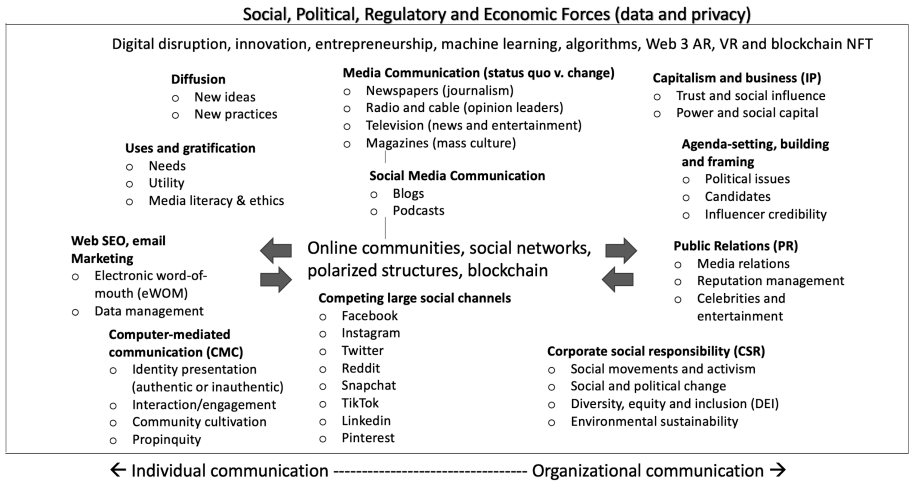 Social, Political, Regulatory and Economic Forces (data and privacy)
Digital disruption, innovation, entrepreneurship, machine learning, algorithms, Web 3 AR, VR and blockchain NFT
Diffusion
o New ideas
o New practices
Uses and gratification
o Needs
o Utility
o Media literacy & ethics
Media Communication (status quo v. change)
o Newspapers (journalism)
o Radio and cable (opinion leaders)
o Television (news and entertainment)
o Magazines (mass culture)
Social Media Communication
o Blogs
o Podcasts
Capitalism and business (IP)
o Trust and social influence
o Power and social capital
Agenda-setting, building
and framing
o Political issues
o Candidates
o Influencer credibility
Web SEO, email
Marketing
o Electronic word-of-
mouth (eWOM)
o Data management
Online communities, social networks,
polarized structures, blockchain
Public Relations (PR)
o Media relations
o Reputation management
o Celebrities and
entertainment
Computer-mediated
communication (CMC)
o Identity presentation
(authentic or inauthentic)
o Interaction/engagement
o Community cultivation
o Propinquity
Competing large social channels
o Facebook
o Instagram
o Twitter
o Reddit
o Snapchat
o TikTok
o Linkedin
o Pinterest
Corporate social responsibility (CSR)
o Social movements and activism
o Social and political change
o Diversity, equity and inclusion (DEI)
o Environmental sustainability
← Individual communication ---------------------------------- Organizational communication →